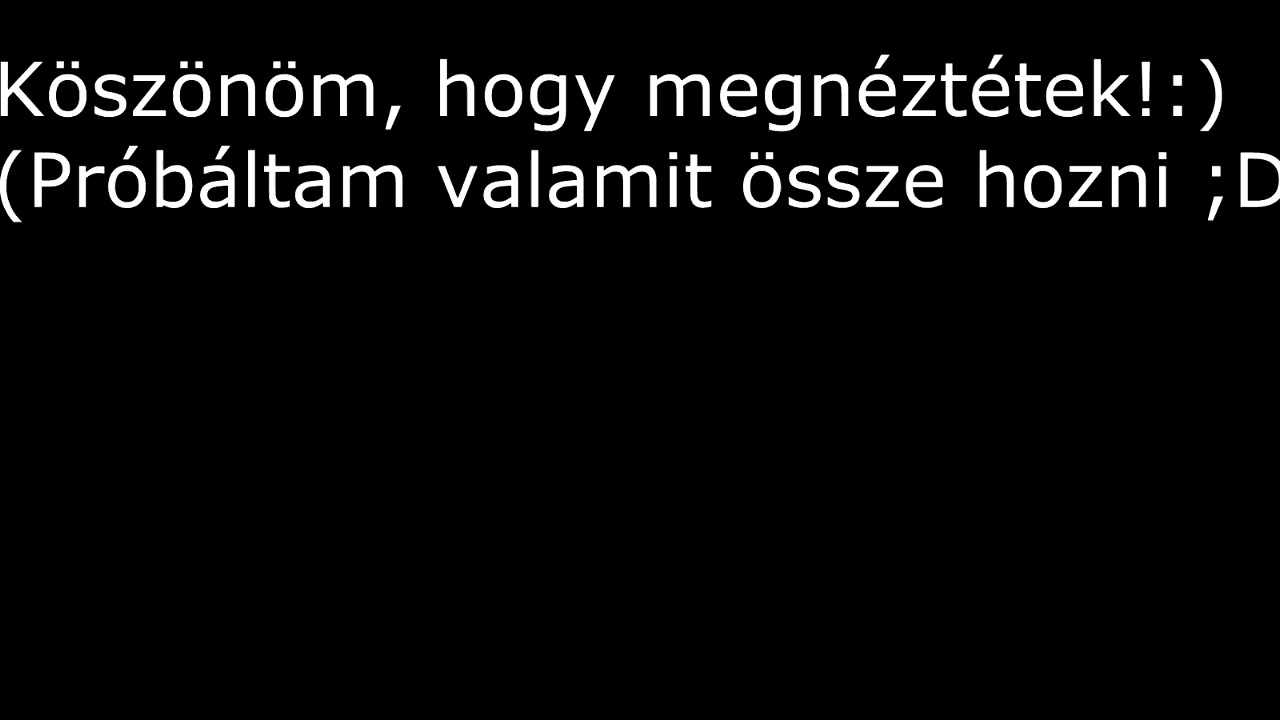 Köszönöm, hogy megnéztétek!:)
(Próbáltam valamit össze hozni ;D